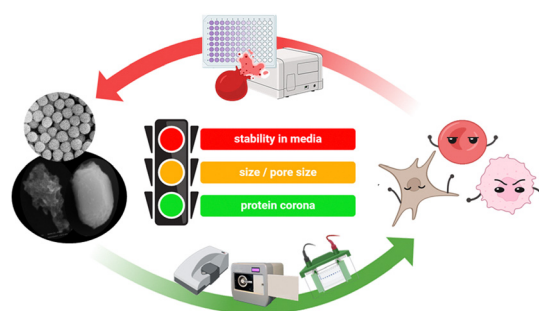 stability in media
size / pore size
protein corona